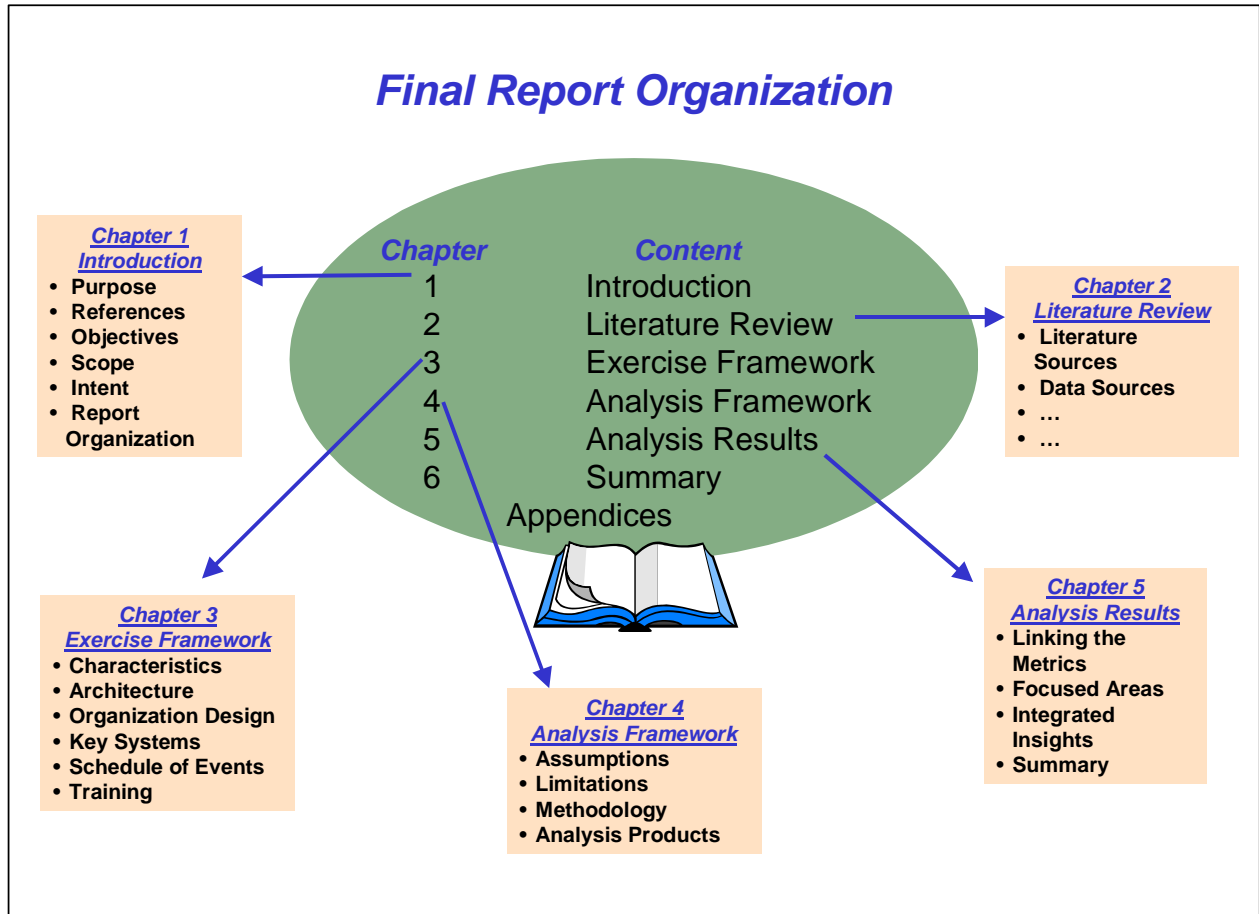 Final Report Organization
Chapter Content
1 Introduction
2 Literature Review
3 Exercise Framework
4 Analysis Framework
5 Analysis Results
6 Summary
Appendices
Chapter 1
Introduction
• Purpose
• References
• Objectives
• Scope
• Intent
• Report
Organization
Chapter 2
Literature Review
• Literature
Sources
• Data Sources
• …
• …
Chapter 3
Exercise Framework
• Characteristics
• Architecture
• Organization Design
• Key Systems
• Schedule of Events
• Training
Chapter 4
Analysis Framework
• Assumptions
• Limitations
• Methodology
• Analysis Products
Chapter 5
Analysis Results
• Linking the
Metrics
• Focused Areas
• Integrated
Insights
• Summary